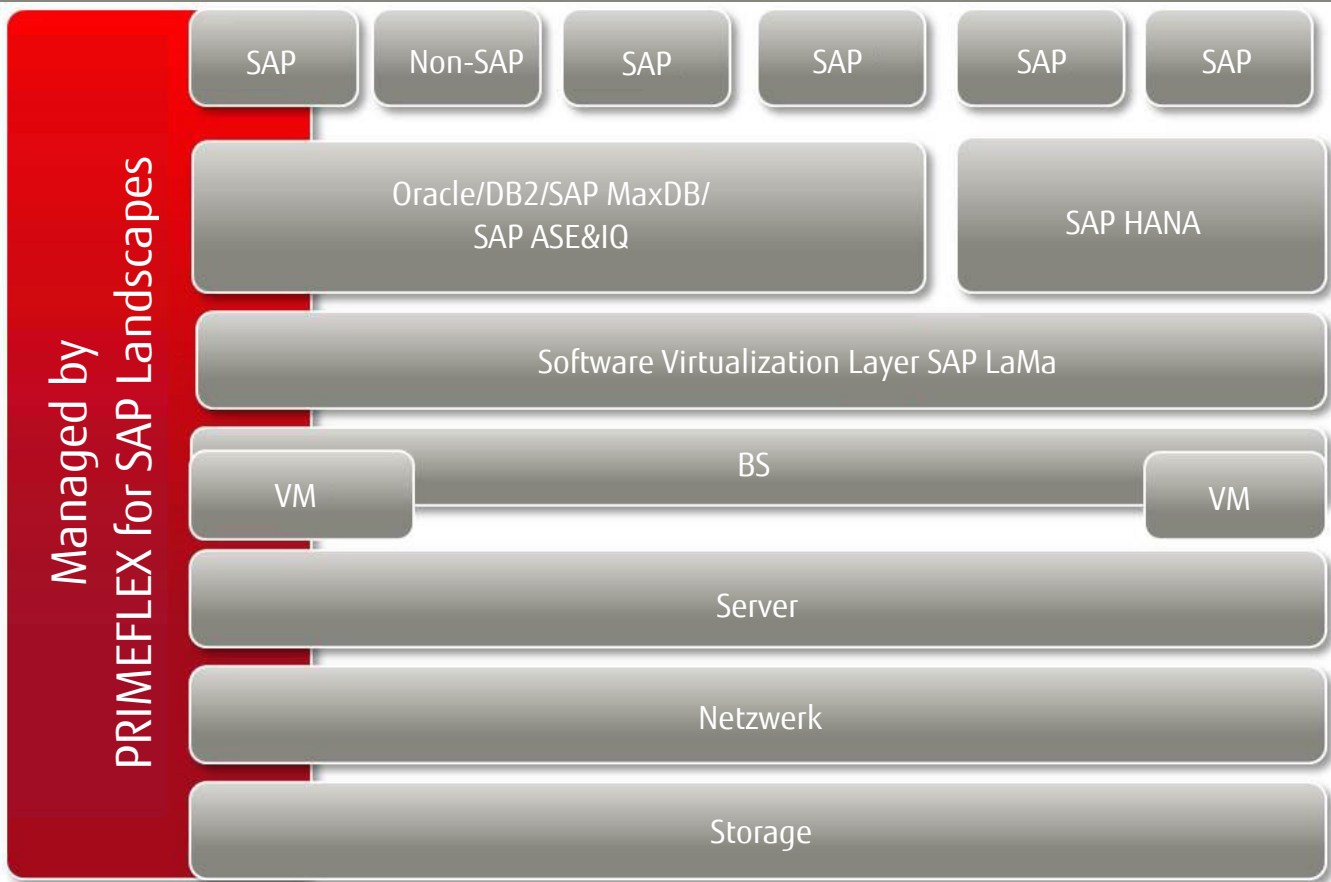 Managed by
PRIMEFLEX for SAP Landscapes
SAP
Non-SAP
SAP
SAP
SAP
SAP
Oracle/DB2/SAP MaxDB/
SAP ASE&IQ
SAP HANA
Software Virtualization Layer SAP LaMa
BS
VM
VM
Server
Netzwerk
Storage